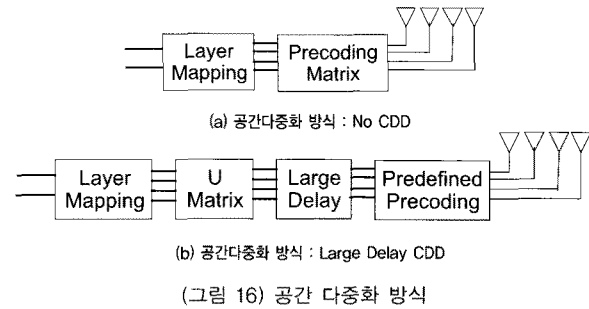 Layer
Mapping
Precoding
Matrix
(a) 공간다중화 방식 : No CDD
Layer
Mapping
U
Matrix
Large
Delay
Predefined
Precoding
(b) 공간다중화 방식 : Large Delay CDD
(그림 16) 공간 다중화 방식